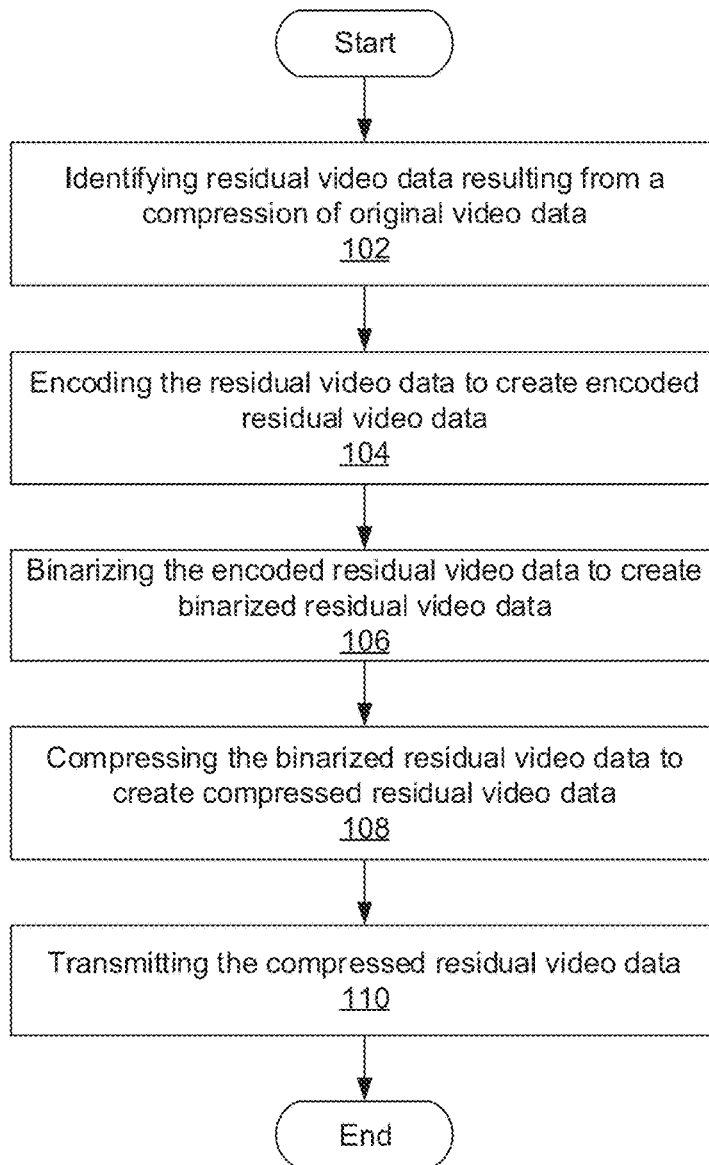 Start
Identifying residual video data resulting from a
compression of original video data
102
Encoding the residual video data to create encoded
residual video data
104
Binarizing the encoded residual video data to create
binarized residual video data
106
Compressing the binarized residual video data to
create compressed residual video data
108
Transmitting the compressed residual video data
110
End